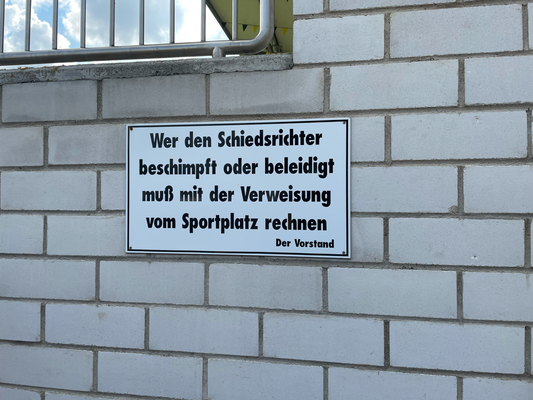 Wer den Schiedsrichter
beschimpft oder beleidigt
muß mit der Verweisung
vom Sportplatz rechnen
Der Vorstand